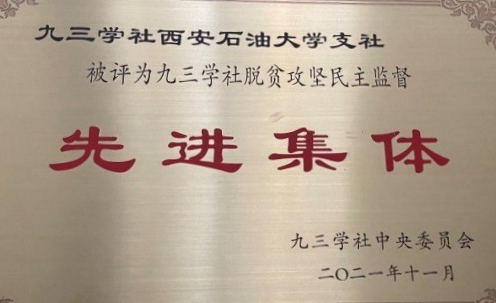 九三学社西安石油大学支社
被评为九三学社脱贫攻坚民主监督
先进集体
九三学社中央委员会
二〇二一年十一月